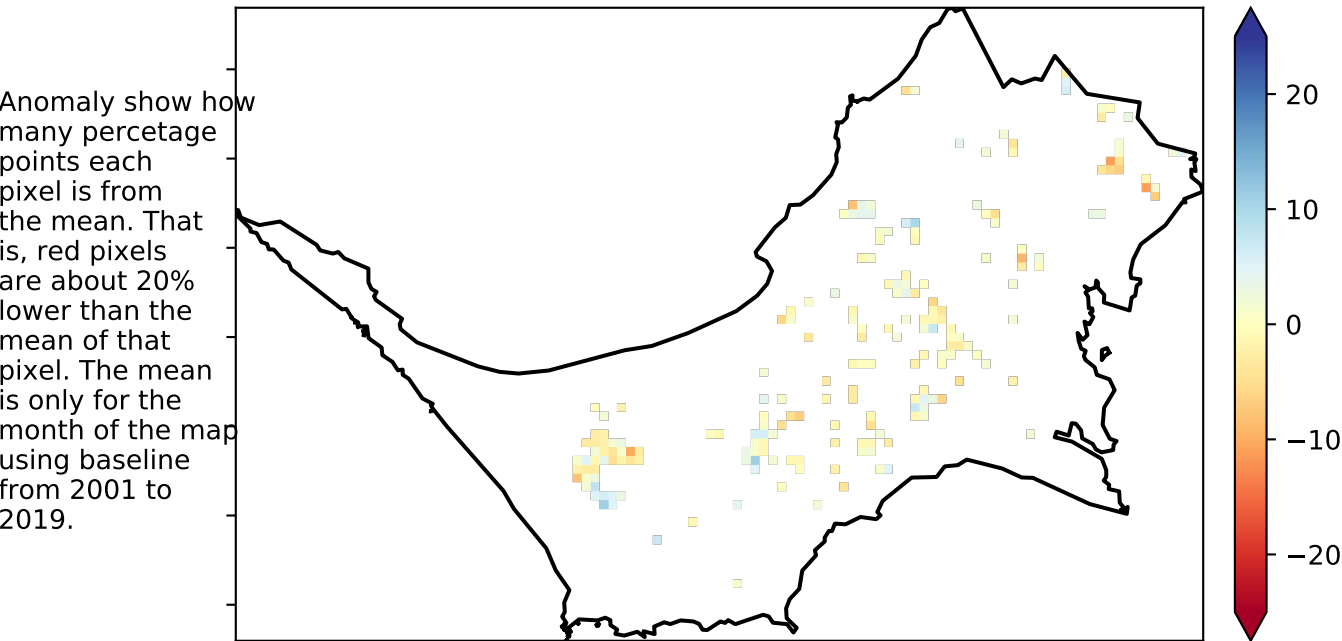 Anomaly show how
many percetage
points each
pixel is from
the mean. That
is, red pixels
are about 20%
lower than the
mean of that
pixel. The mean
is only for the
month of the map
using baseline
from 2001 to
2019.
20
10
0
−10
−20